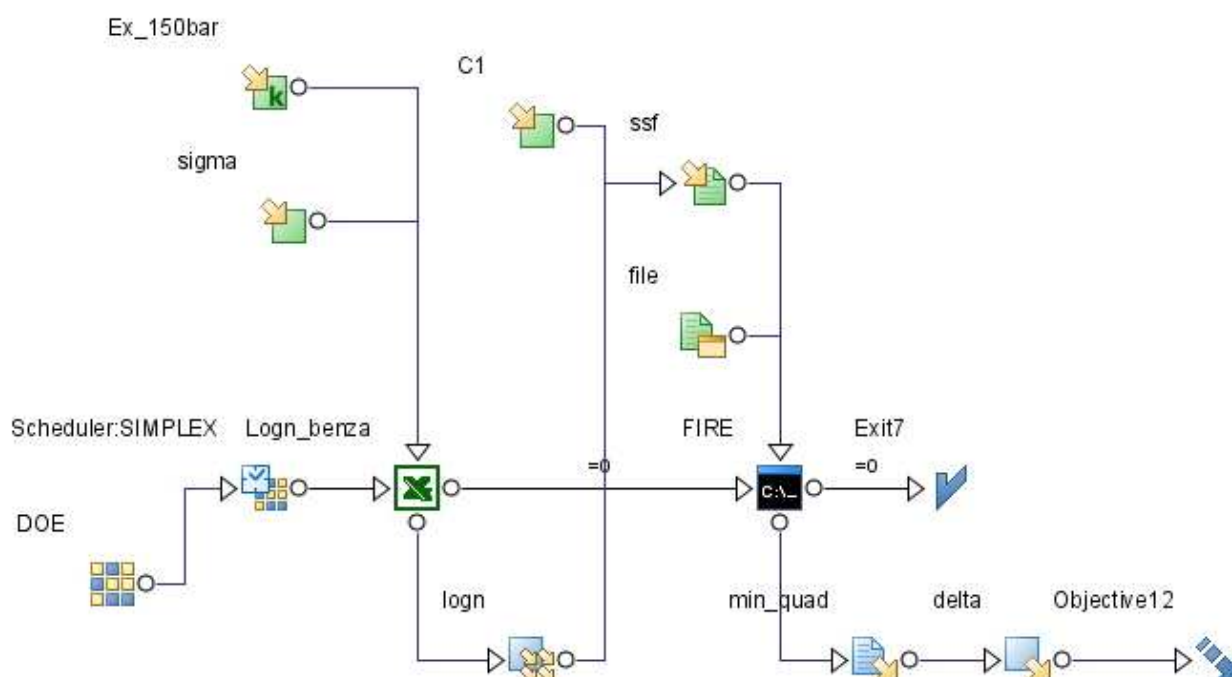 Ex_150bar
C1
ssf
sigma
file
Scheduler:SIMPLEX
Logn_benza
FIRE
Exit7
=0
=0
k
X
C:\_
DOE
logn
min_quad
delta
Objective12